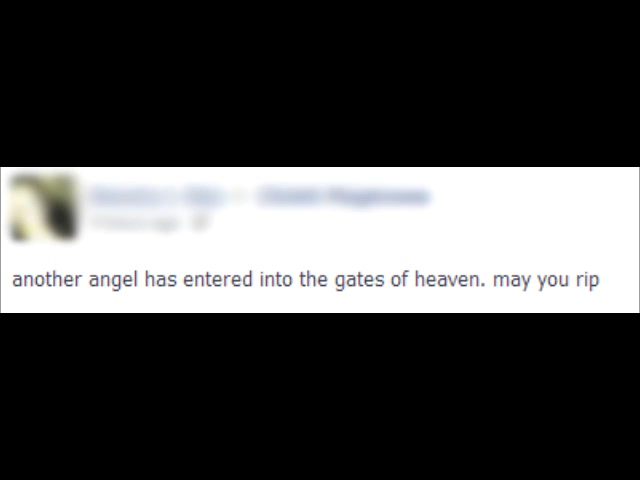 another angel has entered into the gates of heaven. may you rip